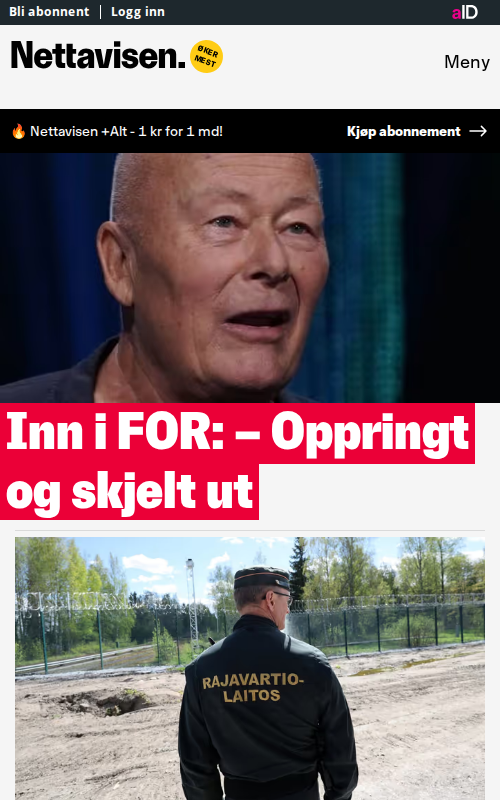 Bli abonnent
Logg inn
aID
Nettavisen.
ØKER
MEST
Meny
🔥 Nettavisen +Alt - 1 kr for 1 md!
Kjøp abonnement →
Inn i FOR: – Oppringt
og skjelt ut
RAJAVARTIO-
LAITOS